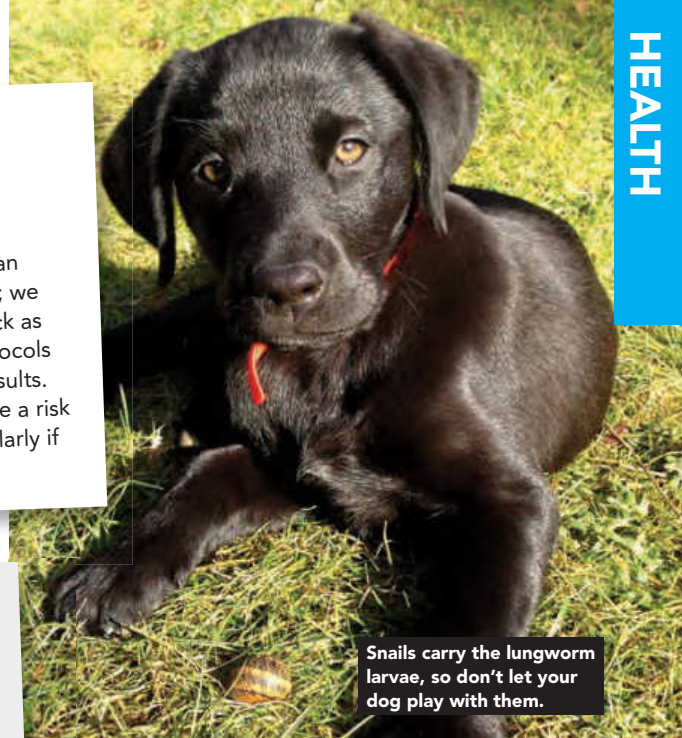 HEALTH
an
; we
ck as
ocols
sults.
e a risk
larly if
Snails carry the lungworm
larvae, so don’t let your
dog play with them.